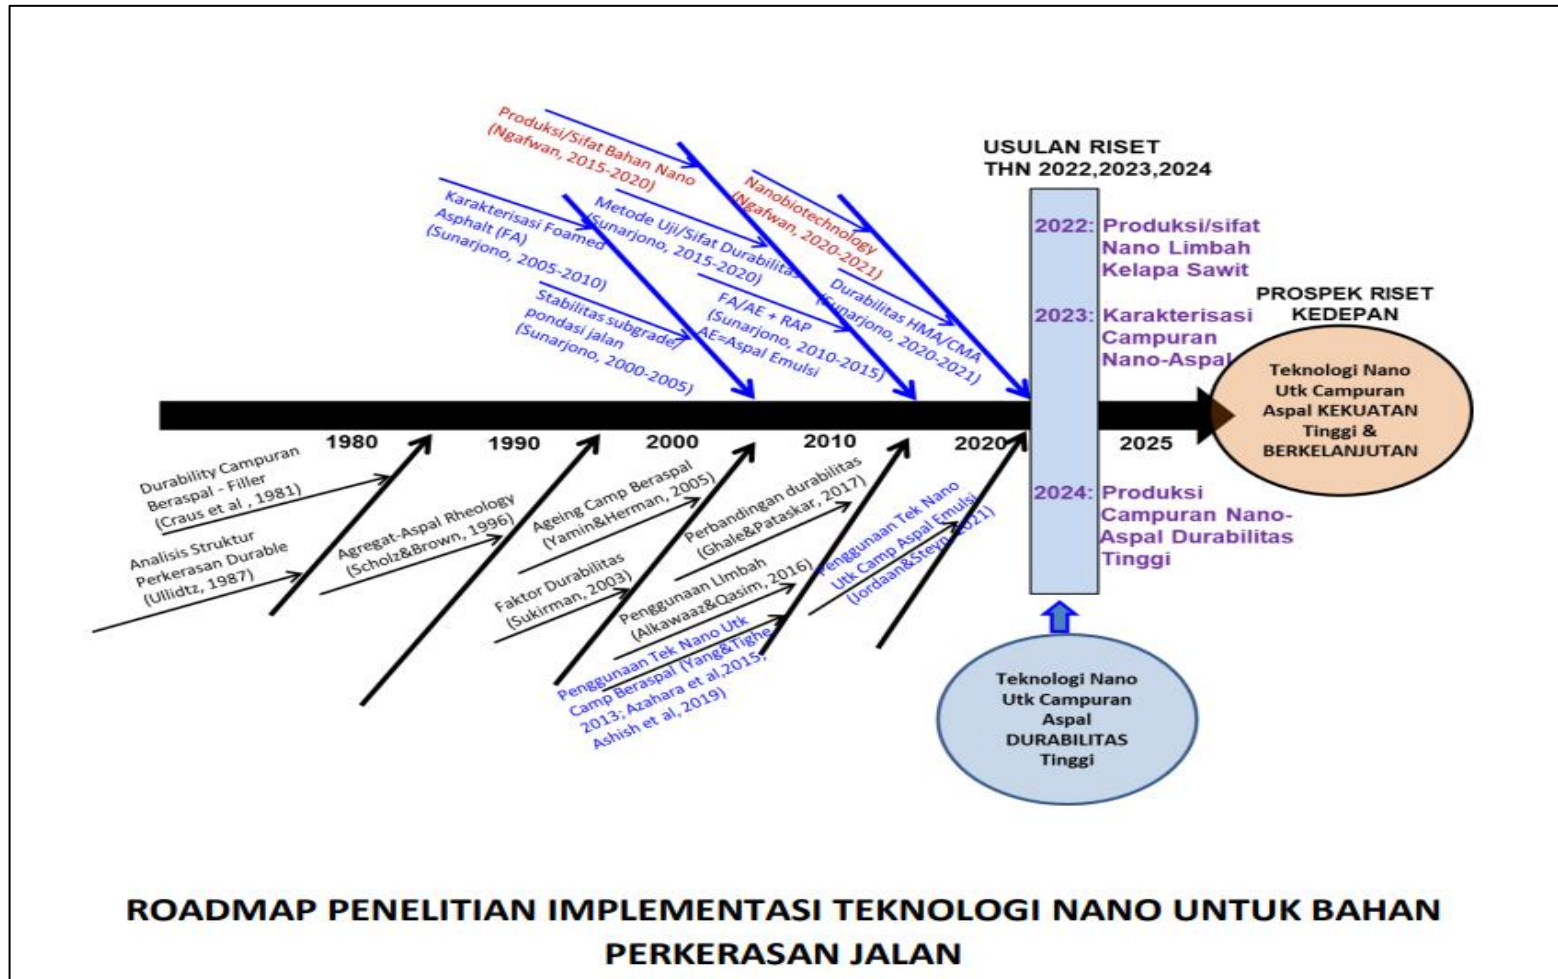 Produksi/Sifat Bahan Nano
(Ngafwan, 2015-2020)
Karakterisasi Foamed
Asphalt (FA)
(Sunarjono, 2005-2010)
Metode Uji/Sifat Durabilitas
(Sunarjono, 2015-2020)
Nanobiotechnology
(Ngafwan, 2020-2021)
Stabilitas subgrade/
pondasi jalan
(Sunarjono, 2000-2005)
FA/AE + RAP
(Sunarjono, 2010-2015)
AE=Aspal Emulsi
Durabilitas HMA/CMA
(Sunarjono, 2020-2021)
USULAN RISET
THN 2022,2023,2024
2022: Produksi/sifat
Nano Limbah
Kelapa Sawit
2023: Karakterisasi
Campuran
Nano-Aspal
2024: Produksi
Campuran Nano-
Aspal Durabilitas
Tinggi
PROSPEK RISET
KEDEPAN
Teknologi Nano
Utk Campuran
Aspal KEKUATAN
Tinggi &
BERKELANJUTAN
1980
1990
2000
2010
2020
2025
Durability Campuran
Beraspal - Filler
(Craus et al , 1981)
Analisis Struktur
Perkerasan Durable
(Ullidtz, 1987)
Agregat-Aspal Rheology
(Scholz&Brown, 1996)
Ageing Camp Beraspal
(Yamin&Herman, 2005)
Faktor Durabilitas
(Sukirman, 2003)
Perbandingan durabilitas
(Ghale&Pataskar, 2017)
Penggunaan Limbah
(Alkawaaz&Qasim, 2016)
Penggunaan Tek Nano Utk
Camp Beraspal (Yang&Tighe
2013; Azahara et al,2015;
Ashish et al, 2019)
Penggunaan Tek Nano
Utk Camp Aspal Emulsi
(Jordaan&Steyn, 2021)
Teknologi Nano
Utk Campuran
Aspal
DURABILITAS
Tinggi
ROADMAP PENELITIAN IMPLEMENTASI TEKNOLOGI NANO UNTUK BAHAN
PERKERASAN JALAN